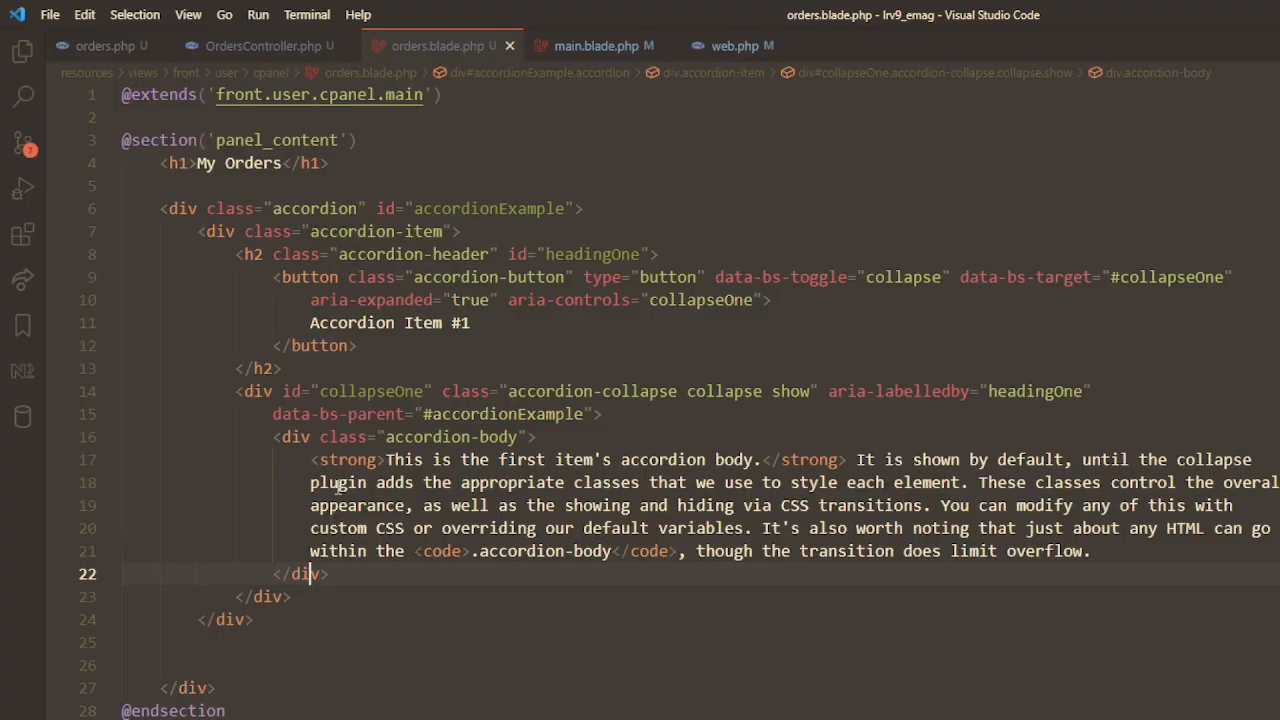 File Edit Selection View Go Run Terminal Help orders.blade.php - lrv9_emag - Visual Studio Code
orders.php U OrdersController.php U orders.blade.php U main.blade.php M web.php M
resources > views > front > user > cpanel > orders.blade.php > div#accordionExample.accordion > div.accordion-item > div#collapseOne.accordion-collapse.collapse.show > div.accordion-body
1 @extends('front.user.cpanel.main')
2
3 @section('panel_content')
4 <h1>My Orders</h1>
5
6 <div class="accordion" id="accordionExample">
7 <div class="accordion-item">
8 <h2 class="accordion-header" id="headingOne">
9 <button class="accordion-button" type="button" data-bs-toggle="collapse" data-bs-target="#collapseOne"
10 aria-expanded="true" aria-controls="collapseOne">
11 Accordion Item #1
12 </button>
13 </h2>
14 <div id="collapseOne" class="accordion-collapse collapse show" aria-labelledby="headingOne"
15 data-bs-parent="#accordionExample">
16 <div class="accordion-body">
17 <strong>This is the first item's accordion body.</strong> It is shown by default, until the collapse
18 plugin adds the appropriate classes that we use to style each element. These classes control the overal
19 appearance, as well as the showing and hiding via CSS transitions. You can modify any of this with
20 custom CSS or overriding our default variables. It's also worth noting that just about any HTML can go
21 within the <code>.accordion-body</code>, though the transition does limit overflow.
22 </div>
23 </div>
24 </div>
25
26
27 </div>
28 @endsection